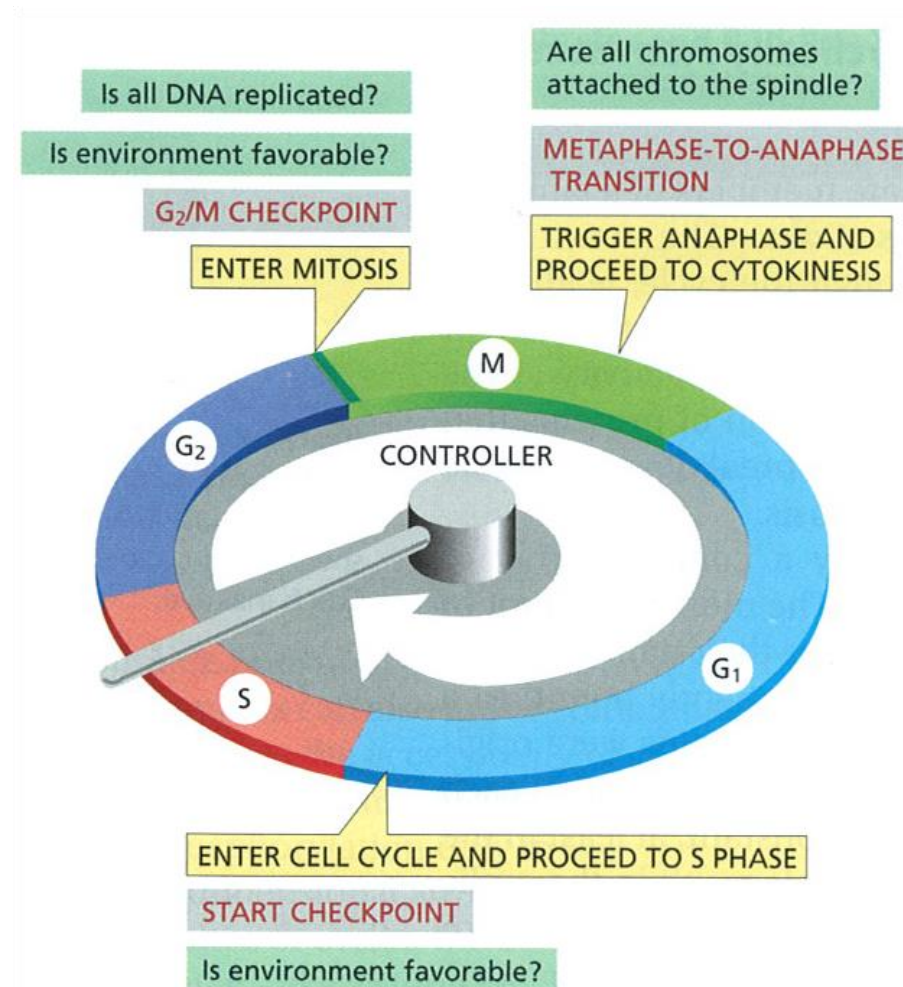 Is all DNA replicated?
Is environment favorable?
G₂/M CHECKPOINT
ENTER MITOSIS
Are all chromosomes
attached to the spindle?
METAPHASE-TO-ANAPHASE
TRANSITION
TRIGGER ANAPHASE AND
PROCEED TO CYTOKINESIS
M
G₂
CONTROLLER
G₁
S
ENTER CELL CYCLE AND PROCEED TO S PHASE
START CHECKPOINT
Is environment favorable?